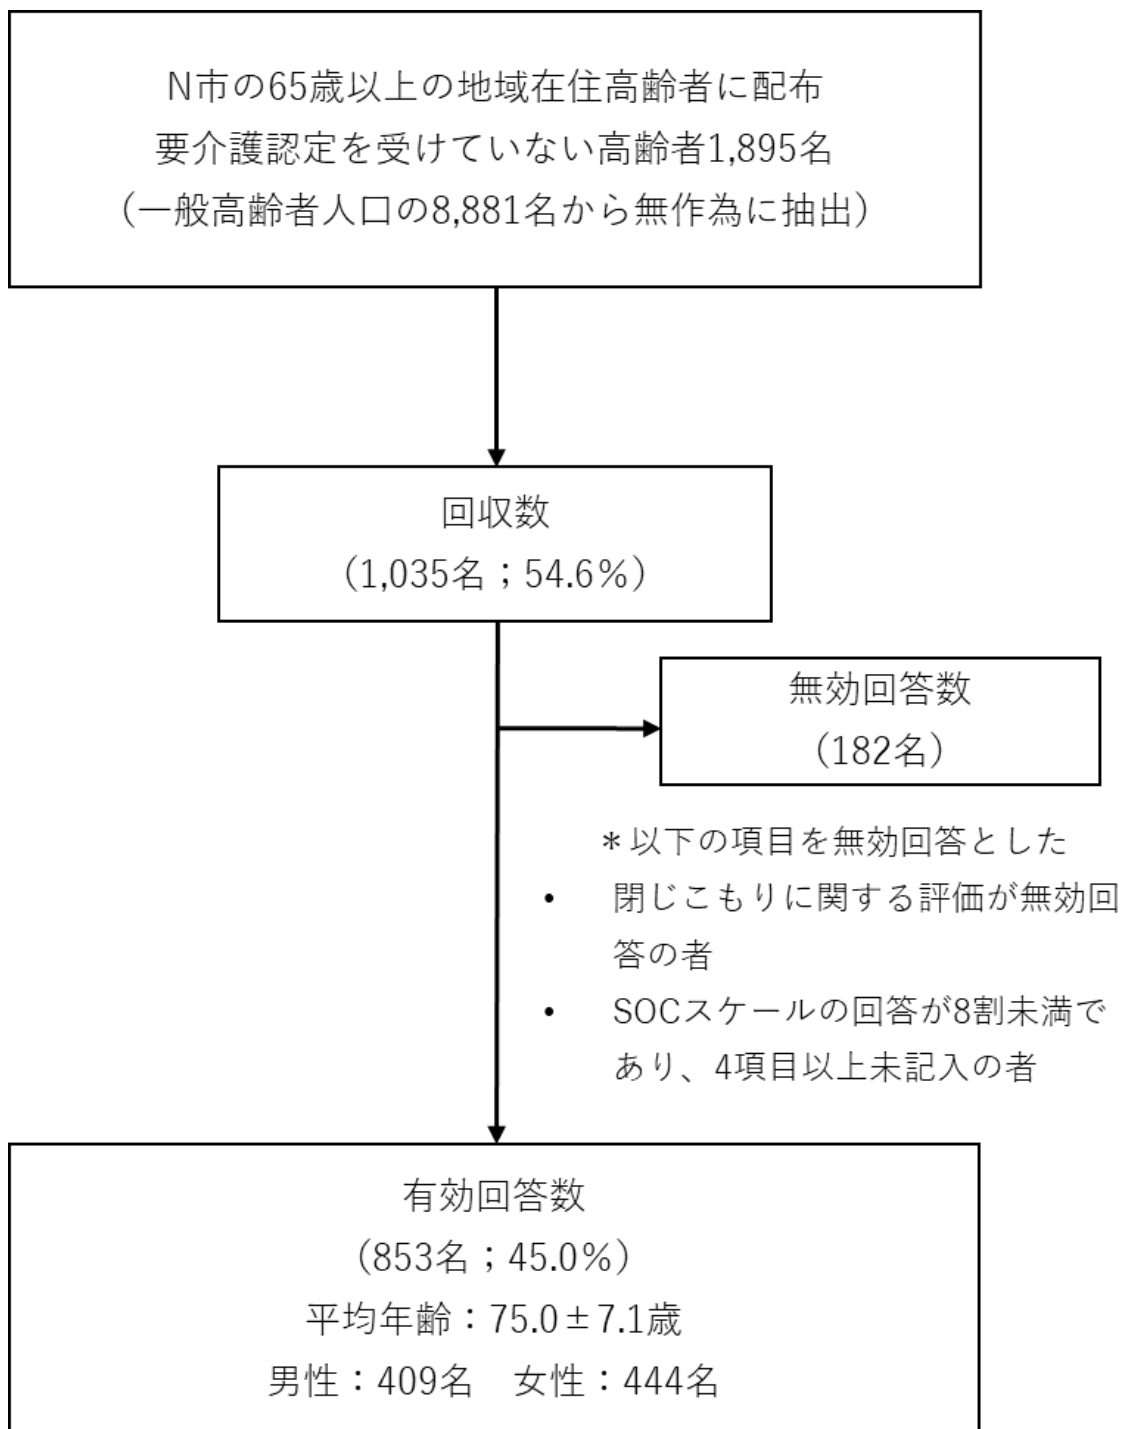 N市の65歳以上の地域在住高齢者に配布
要介護認定を受けていない高齢者1,895名
（一般高齢者人口の8,881名から無作為に抽出）
回収数
（1,035名；54.6％）
無効回答数
（182名）
＊以下の項目を無効回答とした
• 閉じこもりに関する評価が無効回
答の者
• SOCスケールの回答が8割未満で
あり、4項目以上未記入の者
有効回答数
（853名；45.0％）
平均年齢：75.0±7.1歳
男性：409名　女性：444名